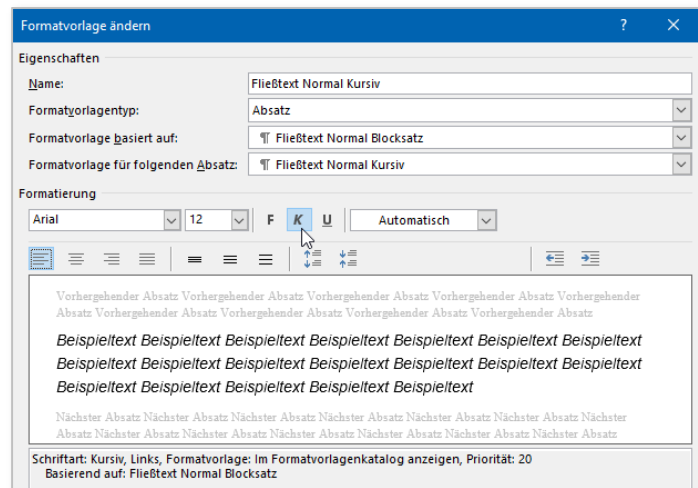 Formatvorlage ändern ? ×
Eigenschaften
Name: Fließtext Normal Kursiv
Formatvorlagentyp: Absatz
Formatvorlage basiert auf: ¶ Fließtext Normal Blocksatz
Formatvorlage für folgenden Absatz: ¶ Fließtext Normal Kursiv
Formatierung
Arial 12 F K U Automatisch
Vorhergehender Absatz Vorhergehender Absatz Vorhergehender Absatz Vorhergehender Absatz Vorhergehender
Absatz Vorhergehender Absatz Vorhergehender Absatz Vorhergehender Absatz Vorhergehender Absatz
Beispieltext Beispieltext Beispieltext Beispieltext Beispieltext Beispieltext Beispieltext
Beispieltext Beispieltext Beispieltext Beispieltext Beispieltext Beispieltext Beispieltext
Beispieltext Beispieltext Beispieltext Beispieltext Beispieltext
Nächster Absatz Nächster Absatz Nächster Absatz Nächster Absatz Nächster Absatz Nächster Absatz Nächster
Absatz Nächster Absatz Nächster Absatz Nächster Absatz Nächster Absatz Nächster Absatz Nächster Absatz
Schriftart: Kursiv, Links, Formatvorlage: Im Formatvorlagenkatalog anzeigen, Priorität: 20
Basierend auf: Fließtext Normal Blocksatz